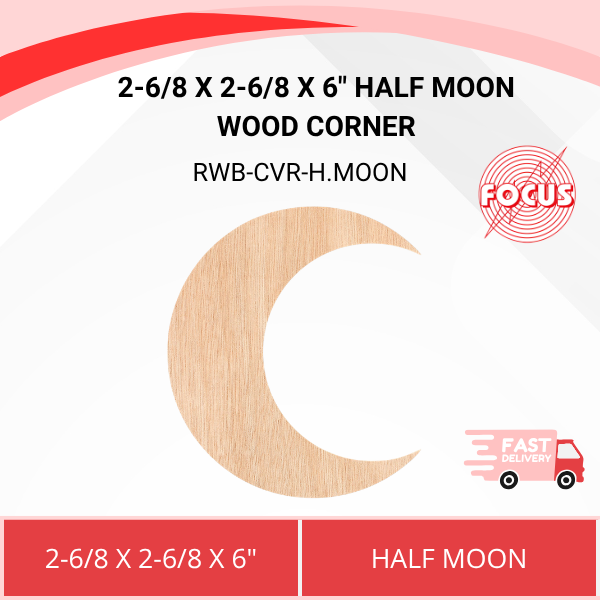 2-6/8 X 2-6/8 X 6" HALF MOON
WOOD CORNER
RWB-CVR-H.MOON
FOCUS
FAST
DELIVERY
2-6/8 X 2-6/8 X 6"
HALF MOON